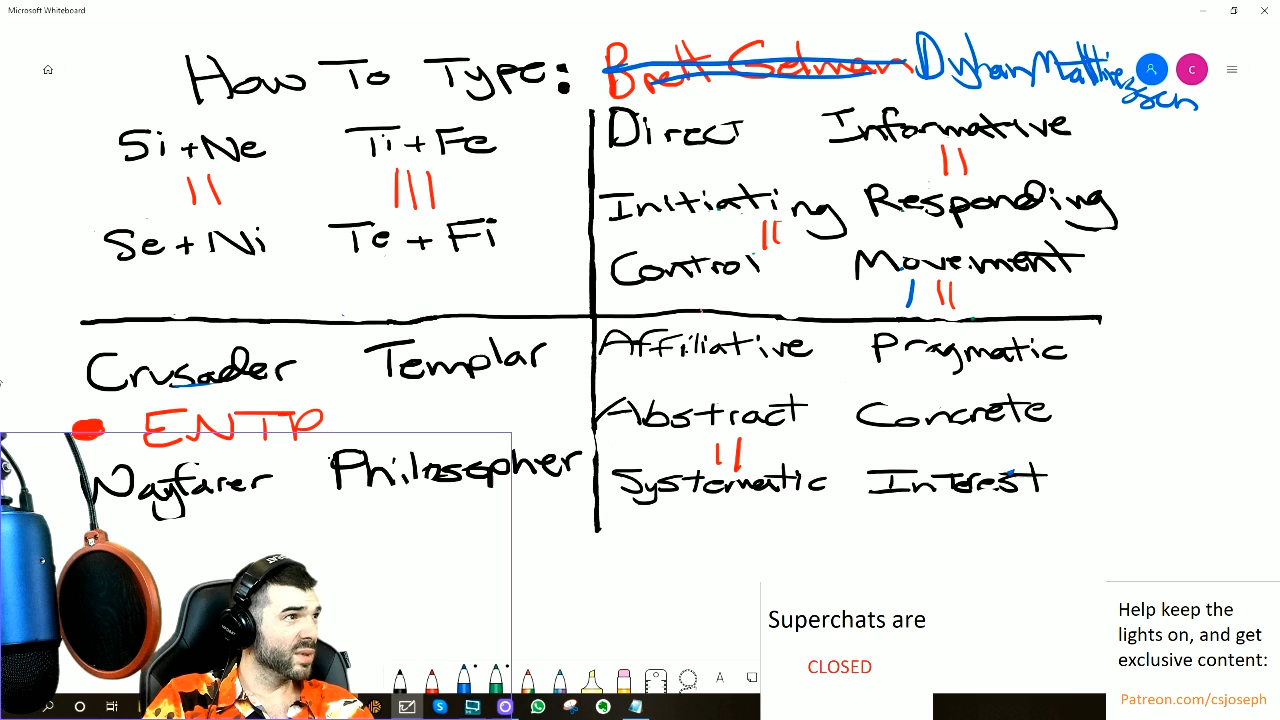 Microsoft Whiteboard
How To Type: Brett Gelman Dylan
Si + Ne Ti + Fe
Se + Ni Te + Fi
Direct Informative
Initiating Responding
Control Movement
C
Crusader Templar
ENTP
Wayfarer Philosopher
Affiliative Pragmatic
Abstract Concrete
Systematic Interest
Superchats are
CLOSED
Help keep the
lights on, and get
exclusive content:
Patreon.com/csjoseph
A